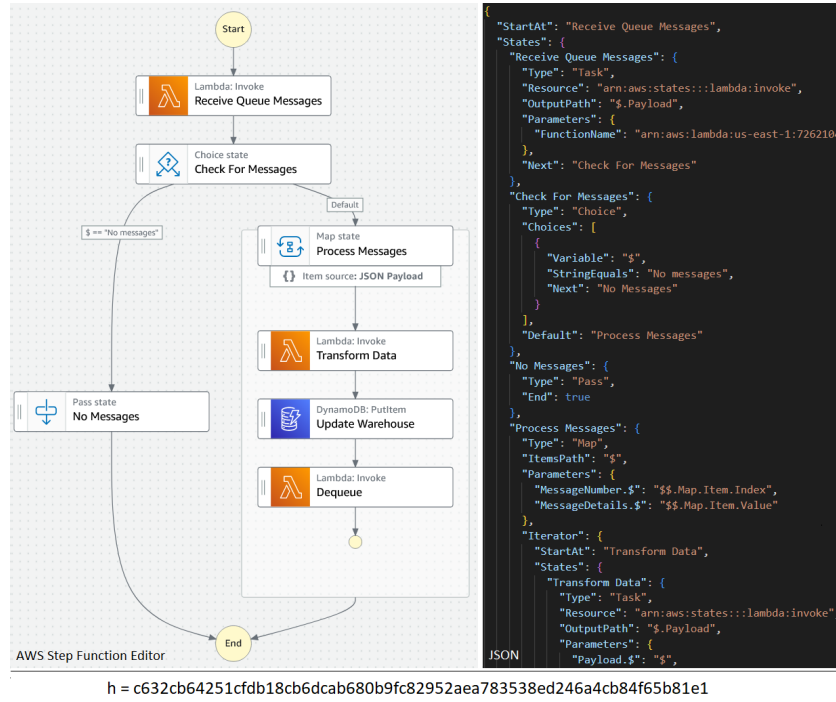 Start
Lambda: Invoke
Receive Queue Messages
Choice state
Check For Messages
Default
$ == "No messages"
Map state
Process Messages
{} Item source: JSON Payload
Lambda: Invoke
Transform Data
Pass state
No Messages
DynamoDB: PutItem
Update Warehouse
Lambda: Invoke
Dequeue
End
AWS Step Function Editor
{
"StartAt": "Receive Queue Messages",
"States": {
"Receive Queue Messages": {
"Type": "Task",
"Resource": "arn:aws:states:::lambda:invoke",
"OutputPath": "$.Payload",
"Parameters": {
"FunctionName": "arn:aws:lambda:us-east-1:7262104
},
"Next": "Check For Messages"
},
"Check For Messages": {
"Type": "Choice",
"Choices": [
{
"Variable": "$",
"StringEquals": "No messages",
"Next": "No Messages"
}
],
"Default": "Process Messages"
},
"No Messages": {
"Type": "Pass",
"End": true
},
"Process Messages": {
"Type": "Map",
"ItemsPath": "$",
"Parameters": {
"MessageNumber.$": "$$.Map.Item.Index",
"MessageDetails.$": "$$.Map.Item.Value"
},
"Iterator": {
"StartAt": "Transform Data",
"States": {
"Transform Data": {
"Type": "Task",
"Resource": "arn:aws:states:::lambda:invoke"
"OutputPath": "$.Payload",
"Parameters": {
"Payload.$": "$",
JSON
h = c632cb64251cfdb18cb6dcab680b9fc82952aea783538ed246a4cb84f65b81e1